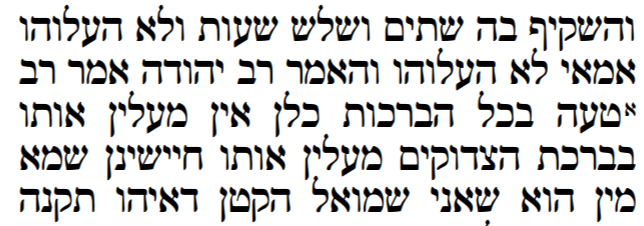 והשקיף בה שתים ושלש שעות ולא העלוהו
אמאי לא העלוהו והאמר רב יהודה אמר רב
אטעה בכל הברכות כלן אין מעלין אותו
בברכת הצדוקים מעלין אותו חיישינן שמא
מין הוא שאני שמואל הקטן דאיהו תקנה